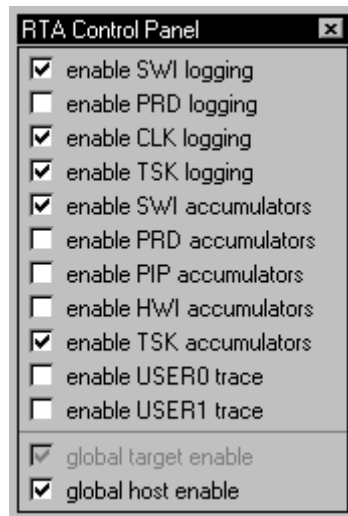 RTA Control Panel
enable SWI logging
enable PRD logging
enable CLK logging
enable TSK logging
enable SWI accumulators
enable PRD accumulators
enable PIP accumulators
enable HWI accumulators
enable TSK accumulators
enable USER0 trace
enable USER1 trace
global target enable
global host enable